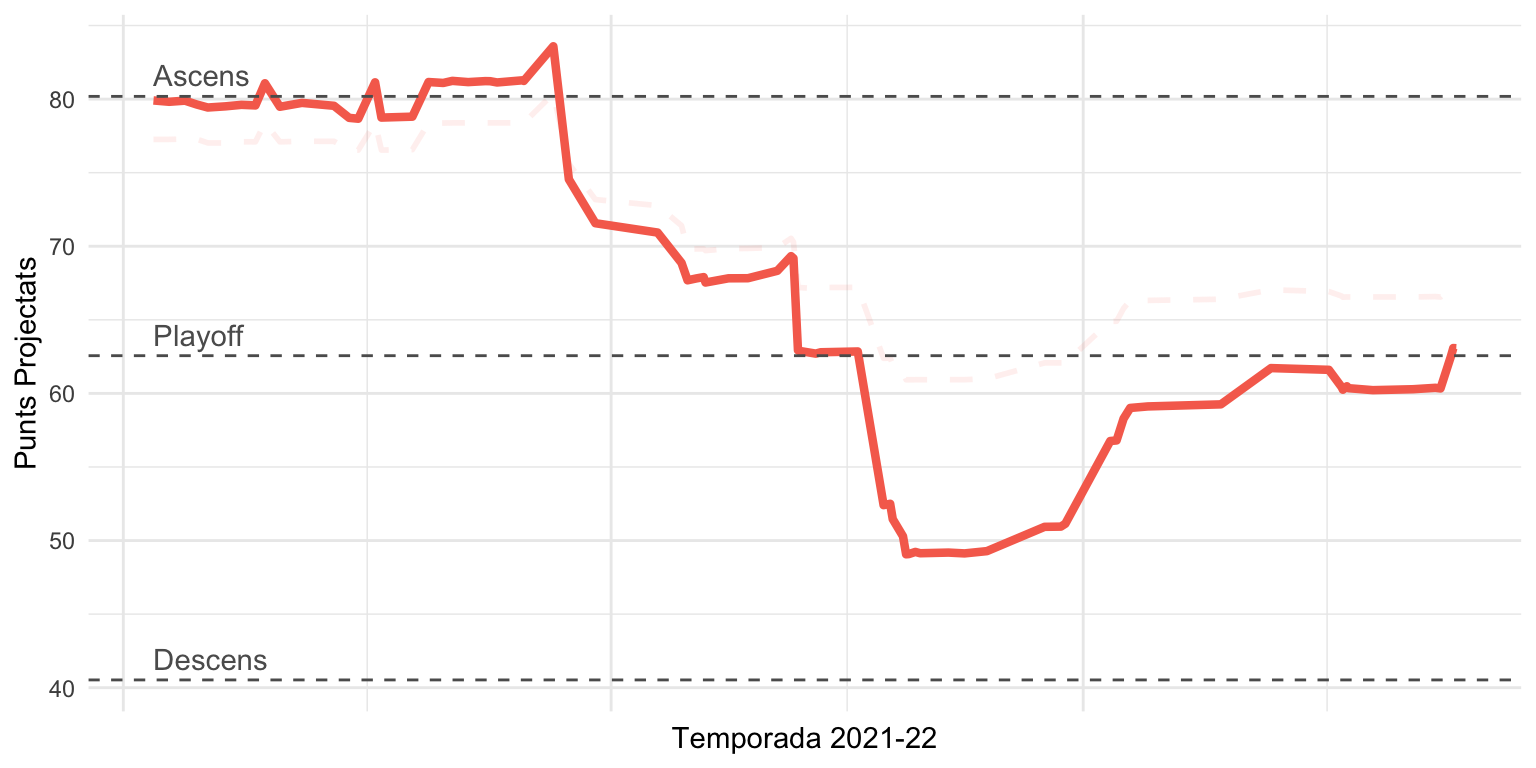 Ascens
80
70
Playoff
60
50
Descens
40
Punts Projectats
Temporada 2021-22